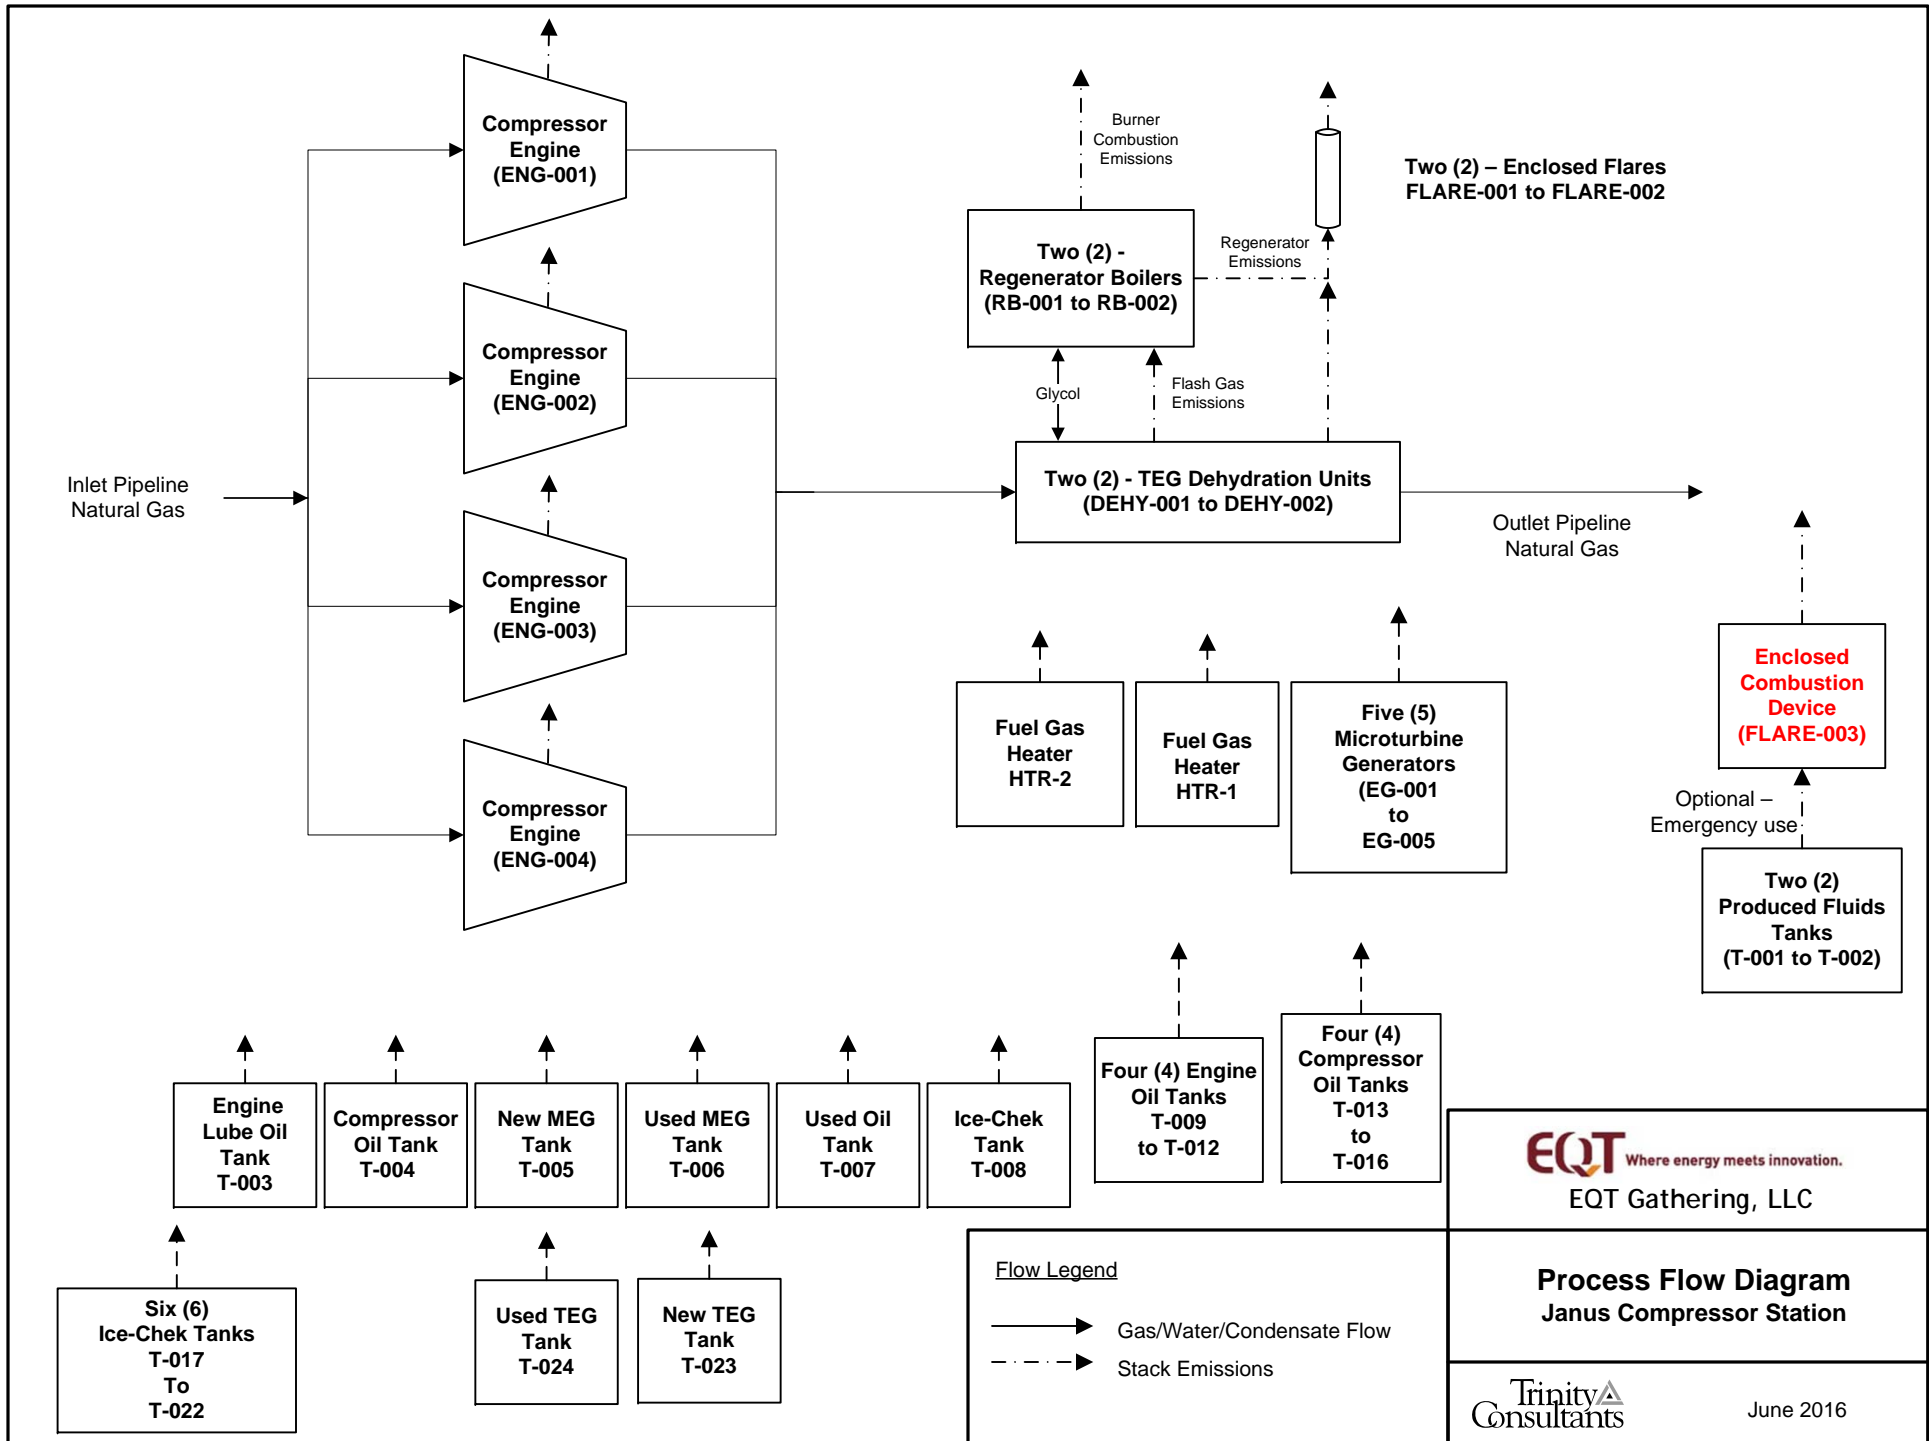 Compressor
Engine
(ENG-001)
Compressor
Engine
(ENG-002)
Compressor
Engine
(ENG-003)
Compressor
Engine
(ENG-004)
Inlet Pipeline
Natural Gas
Burner
Combustion
Emissions
Two (2) -
Regenerator Boilers
(RB-001 to RB-002)
Regenerator
Emissions
Two (2) – Enclosed Flares
FLARE-001 to FLARE-002
Glycol
Flash Gas
Emissions
Two (2) - TEG Dehydration Units
(DEHY-001 to DEHY-002)
Outlet Pipeline
Natural Gas
Fuel Gas
Heater
HTR-2
Fuel Gas
Heater
HTR-1
Five (5)
Microturbine
Generators
(EG-001
to
EG-005
Enclosed
Combustion
Device
(FLARE-003)
Optional –
Emergency use
Two (2)
Produced Fluids
Tanks
(T-001 to T-002)
Engine
Lube Oil
Tank
T-003
Compressor
Oil Tank
T-004
New MEG
Tank
T-005
Used MEG
Tank
T-006
Used Oil
Tank
T-007
Ice-Chek
Tank
T-008
Four (4) Engine
Oil Tanks
T-009
to T-012
Four (4)
Compressor
Oil Tanks
T-013
to
T-016
Six (6)
Ice-Chek Tanks
T-017
To
T-022
Used TEG
Tank
T-024
New TEG
Tank
T-023
Flow Legend
Gas/Water/Condensate Flow
Stack Emissions
EQT Where energy meets innovation.
EQT Gathering, LLC
Process Flow Diagram
Janus Compressor Station
Trinity
Consultants
June 2016